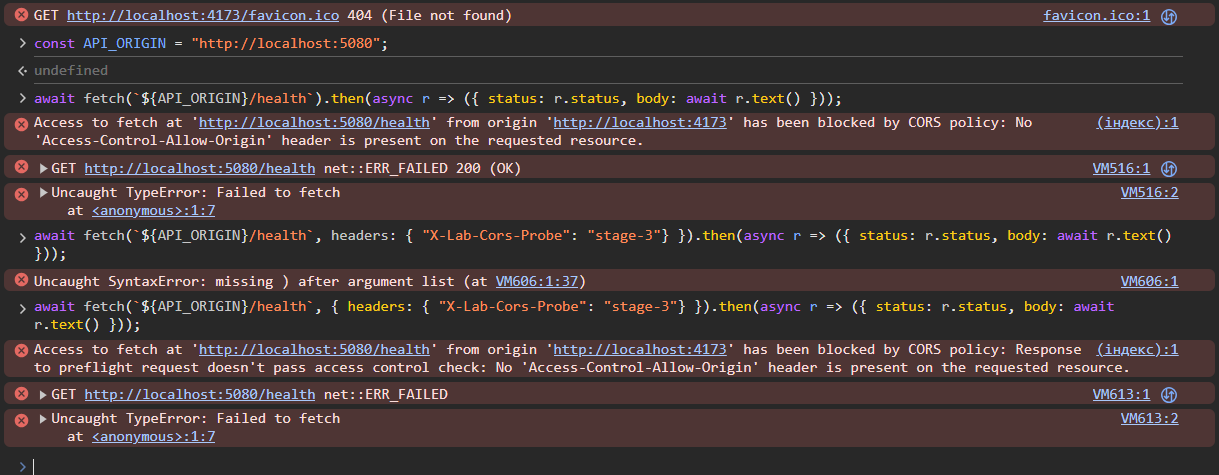 GET http://localhost:4173/favicon.ico 404 (File not found) favicon.ico:1
const API_ORIGIN = "http://localhost:5080";
undefined
await fetch(`${API_ORIGIN}/health`).then(async r => ({ status: r.status, body: await r.text() }));
Access to fetch at 'http://localhost:5080/health' from origin 'http://localhost:4173' has been blocked by CORS policy: No (індекс):1
'Access-Control-Allow-Origin' header is present on the requested resource.
GET http://localhost:5080/health net::ERR_FAILED 200 (OK) VM516:1
Uncaught TypeError: Failed to fetch VM516:2
at <anonymous>:1:7
await fetch(`${API_ORIGIN}/health`, headers: { "X-Lab-Cors-Probe": "stage-3"} }).then(async r => ({ status: r.status, body: await r.text()
}));
Uncaught SyntaxError: missing ) after argument list (at VM606:1:37) VM606:1
await fetch(`${API_ORIGIN}/health`, { headers: { "X-Lab-Cors-Probe": "stage-3"} }).then(async r => ({ status: r.status, body: await
r.text() }));
Access to fetch at 'http://localhost:5080/health' from origin 'http://localhost:4173' has been blocked by CORS policy: Response (індекс):1
to preflight request doesn't pass access control check: No 'Access-Control-Allow-Origin' header is present on the requested resource.
GET http://localhost:5080/health net::ERR_FAILED VM613:1
Uncaught TypeError: Failed to fetch VM613:2
at <anonymous>:1:7